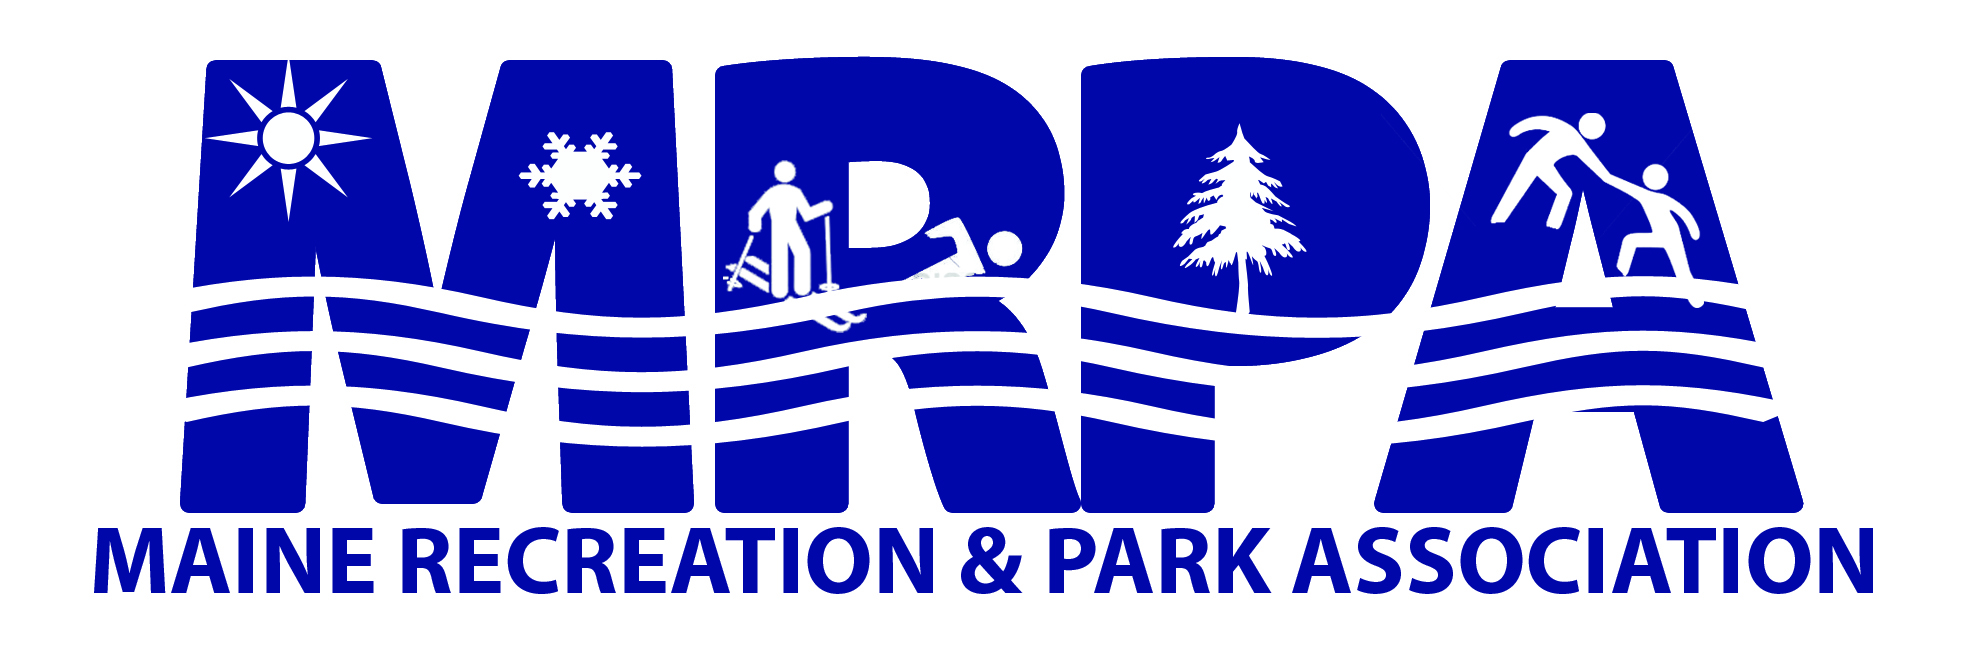 MRPA
MAINE RECREATION & PARK ASSOCIATION